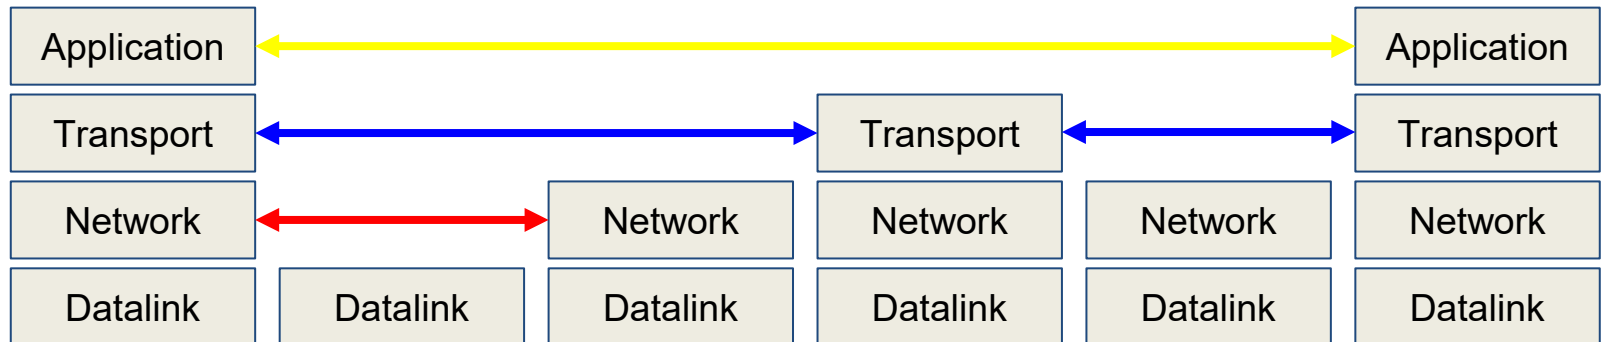 Application Application
Transport Transport Transport
Network Network Network Network Network
Datalink Datalink Datalink Datalink Datalink Datalink